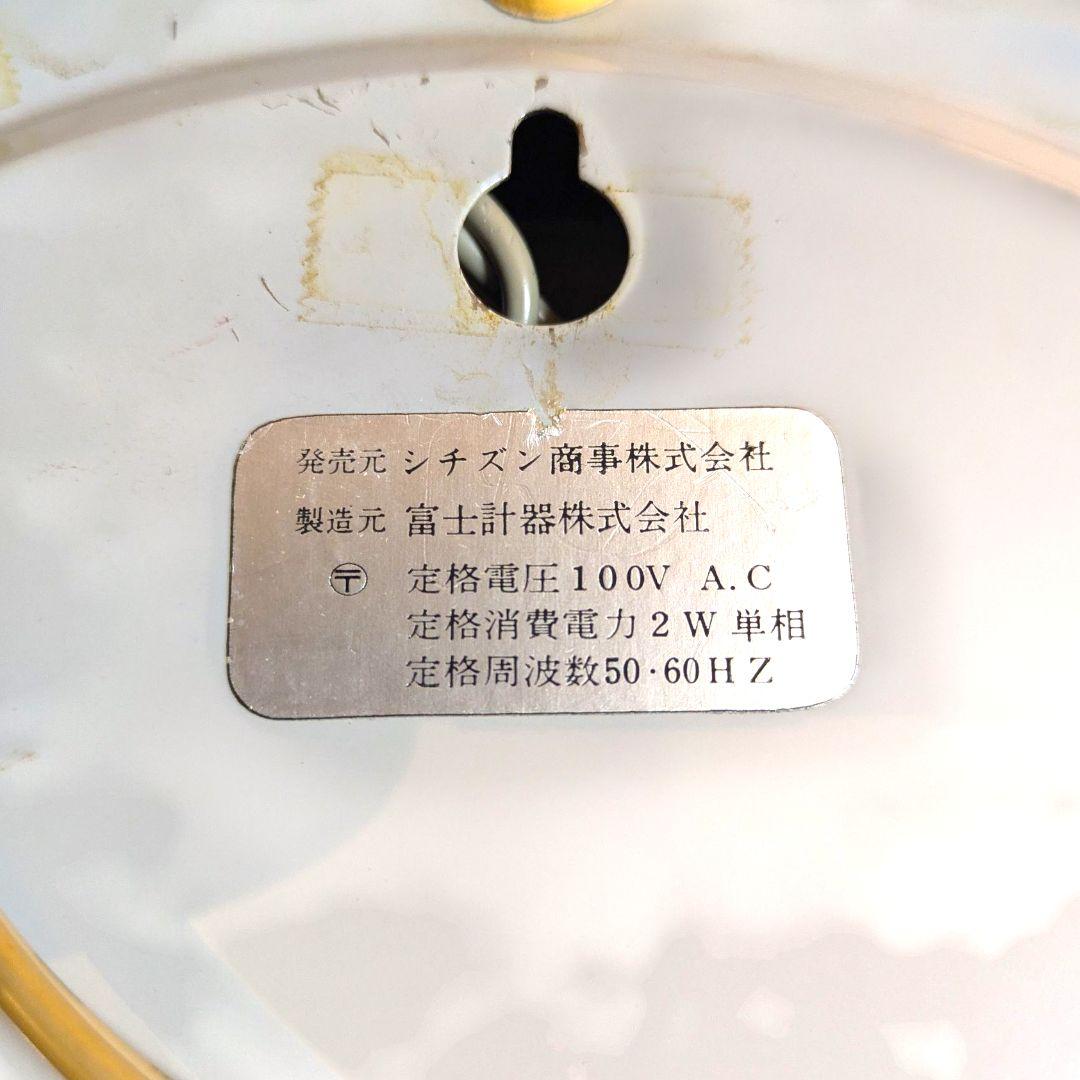 発売元 シチズン商事株式会社
製造元 富士計器株式会社
〶 定格電圧100V A.C
定格消費電力2W単相
定格周波数50・60HZ